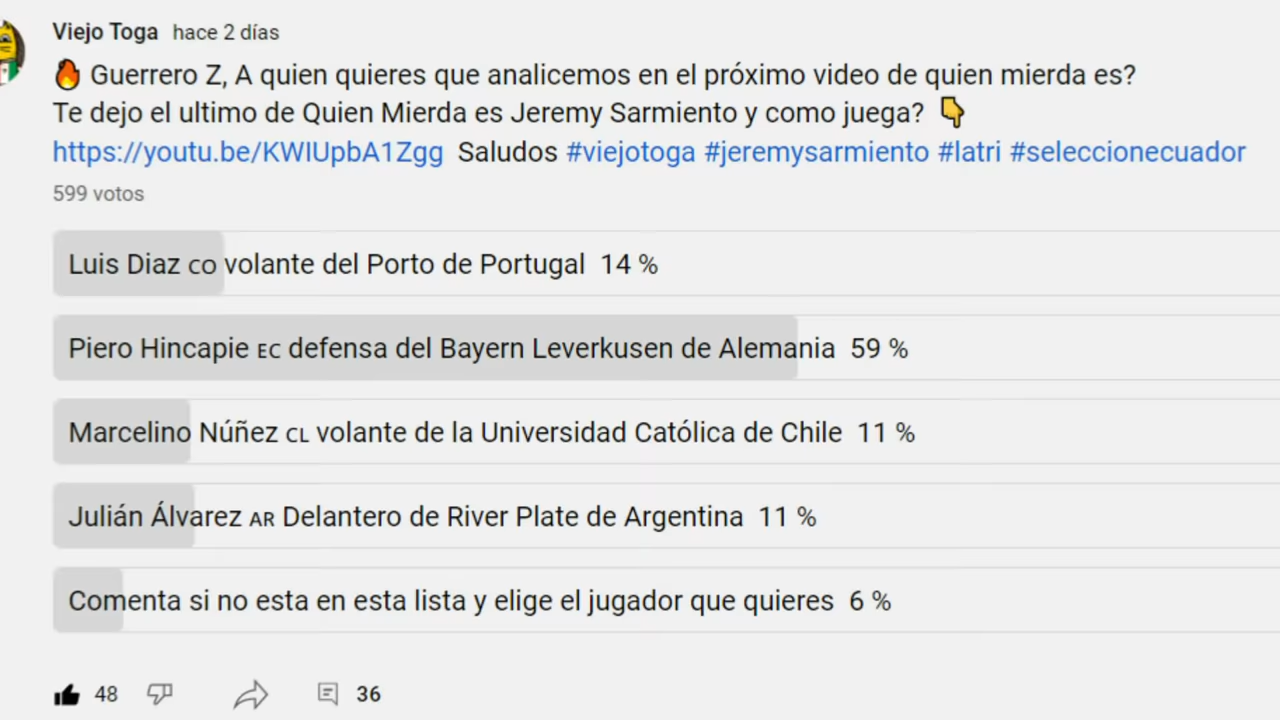 Viejo Toga hace 2 días
🔥 Guerrero Z, A quien quieres que analicemos en el próximo video de quien mierda es?
Te dejo el ultimo de Quien Mierda es Jeremy Sarmiento y como juega? 👇
https://youtu.be/KWIUpbA1Zgg Saludos #viejotoga #jeremysarmiento #latri #seleccionecuador
599 votos
Luis Diaz CO volante del Porto de Portugal 14 %
Piero Hincapie EC defensa del Bayern Leverkusen de Alemania 59 %
Marcelino Núñez CL volante de la Universidad Católica de Chile 11 %
Julián Álvarez AR Delantero de River Plate de Argentina 11 %
Comenta si no esta en esta lista y elige el jugador que quieres 6 %
48 36